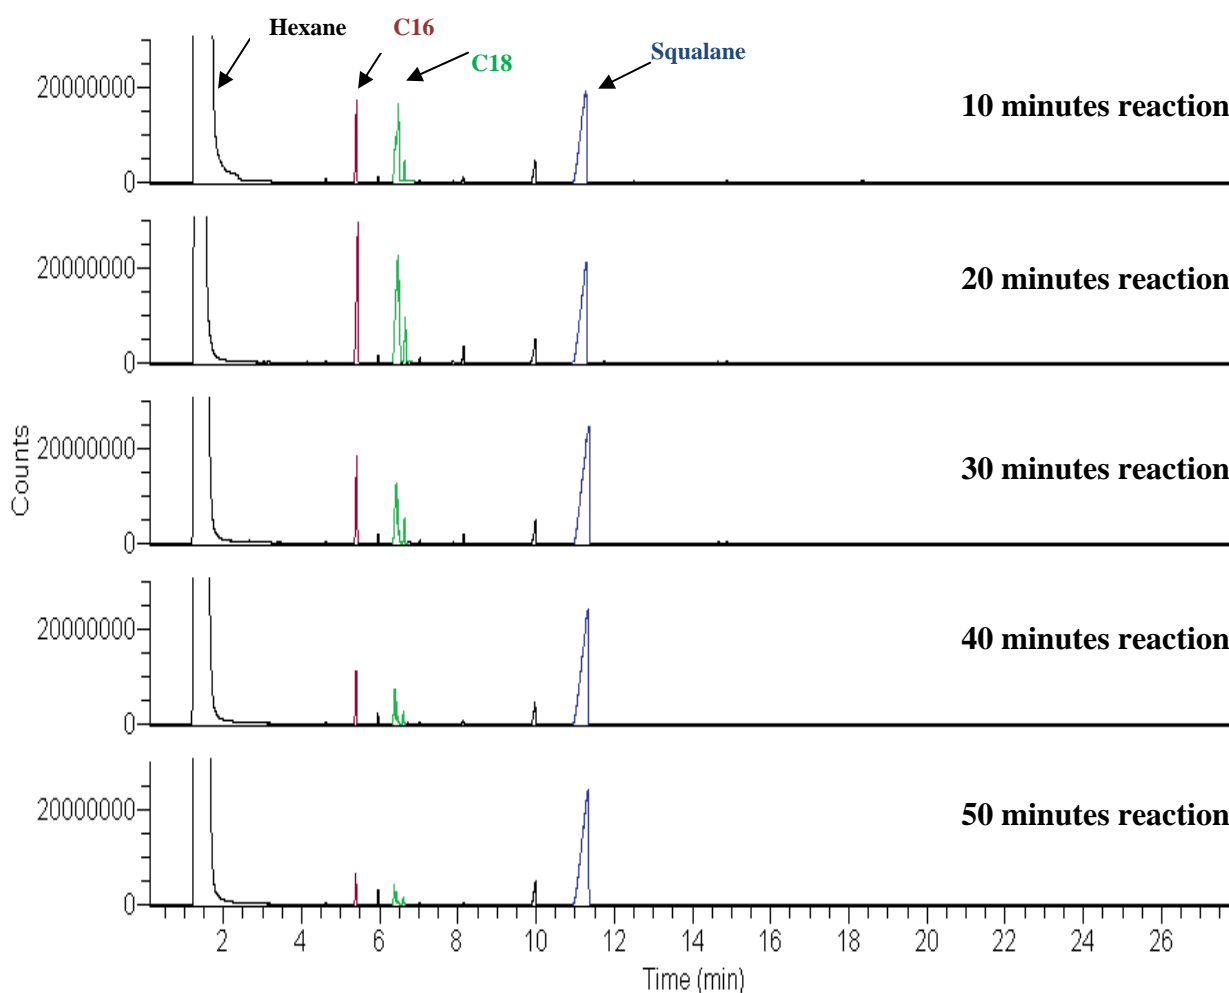 Hexane C16
C18
Squalane
20000000
0
10 minutes reaction
20000000
0
20 minutes reaction
Counts
20000000
0
30 minutes reaction
20000000
0
40 minutes reaction
20000000
0
50 minutes reaction
2 4 6 8 10 12 14 16 18 20 22 24 26
Time (min)